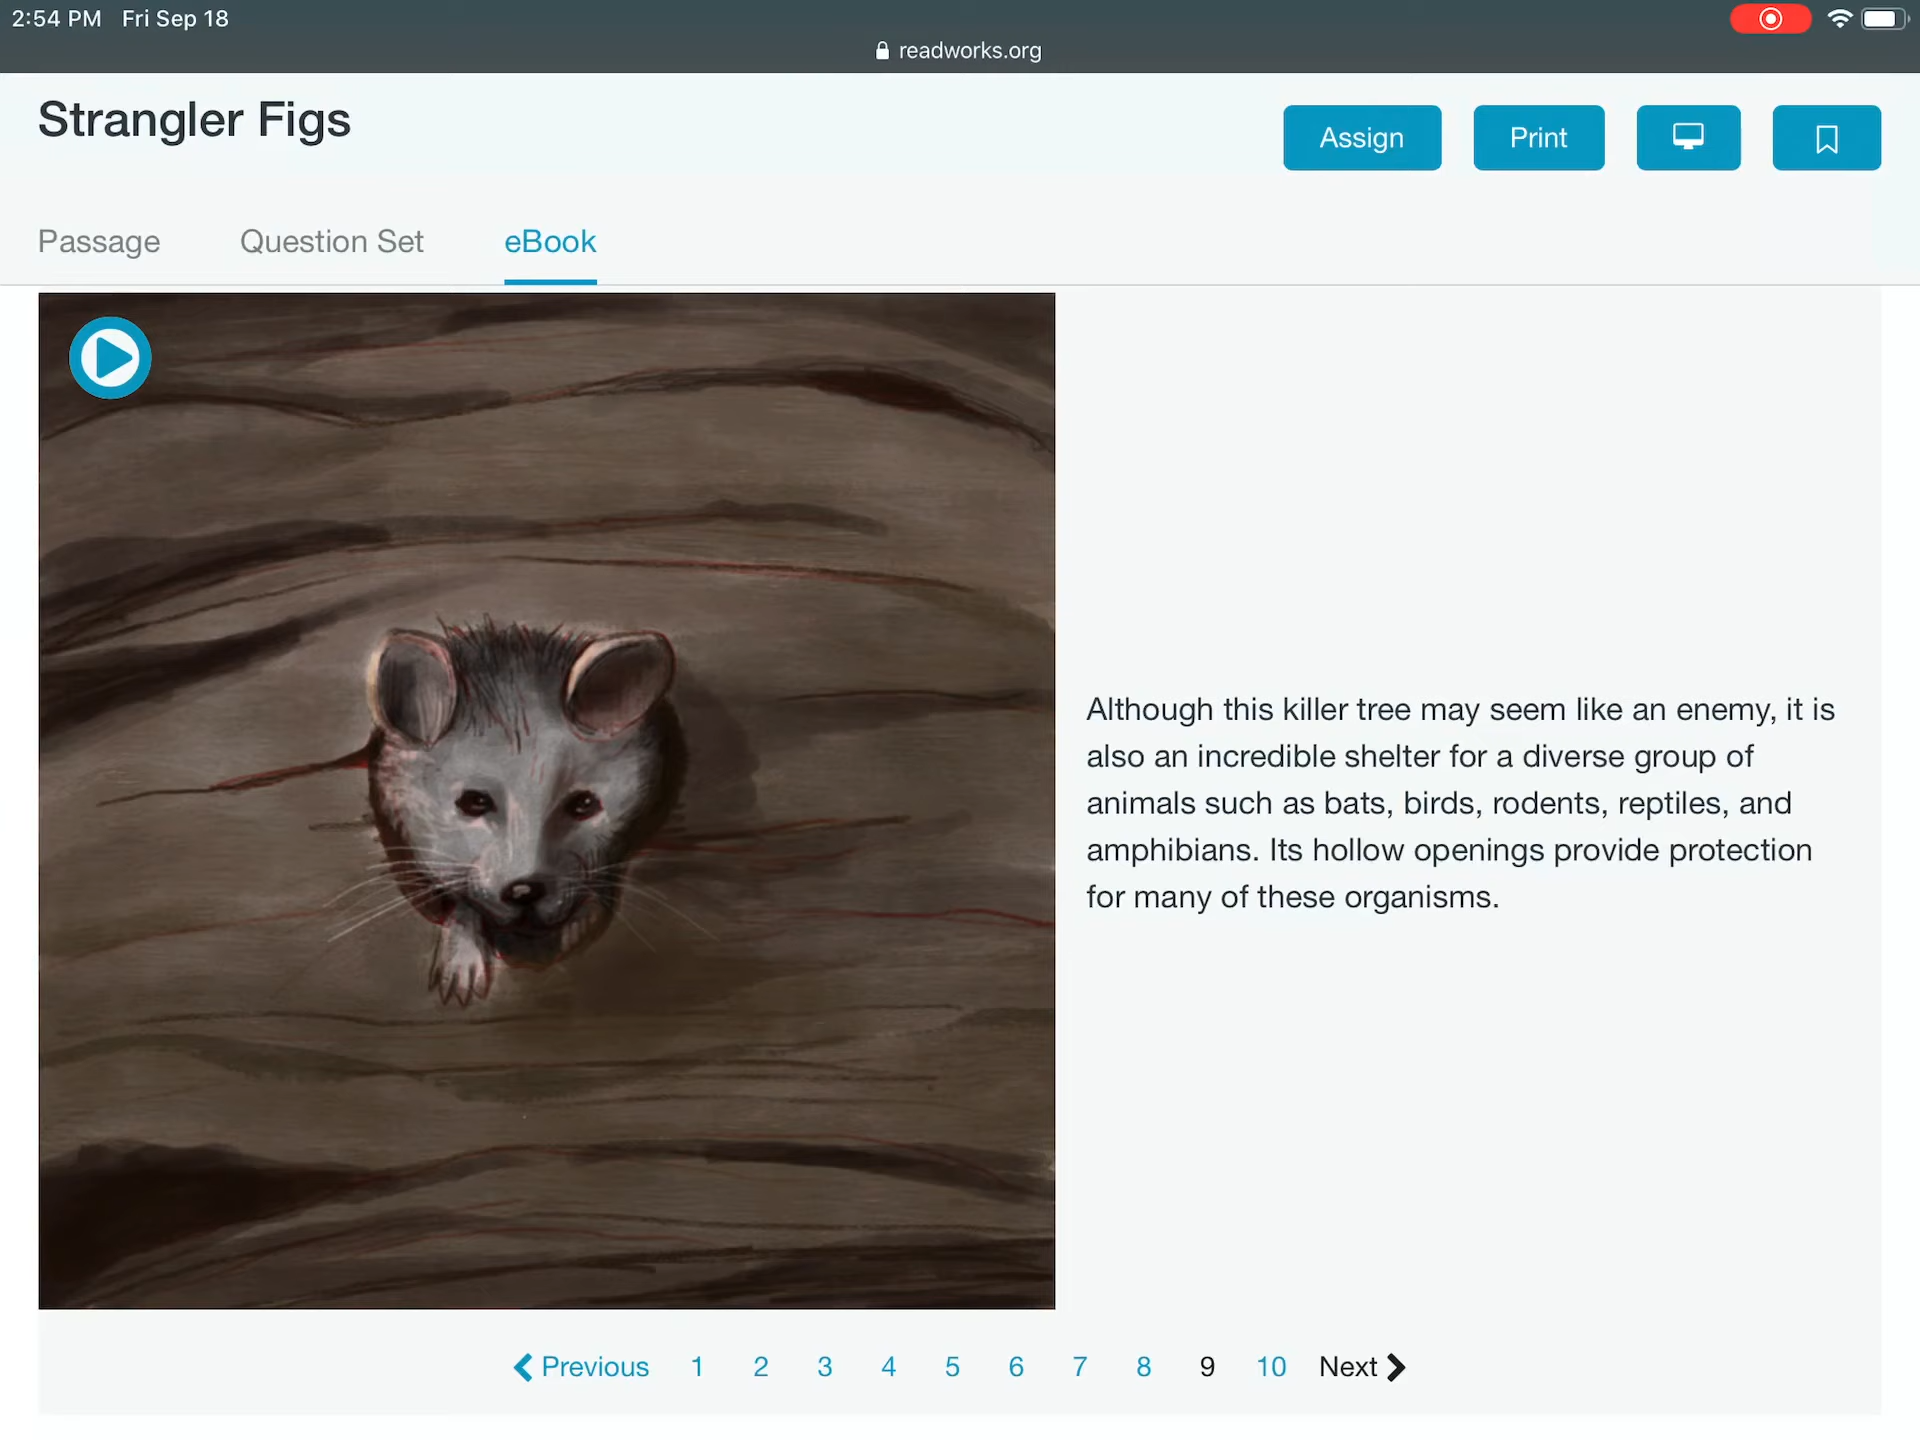 2:54 PM Fri Sep 18
readworks.org
Strangler Figs
Assign
Print
Passage
Question Set
eBook
Although this killer tree may seem like an enemy, it is
also an incredible shelter for a diverse group of
animals such as bats, birds, rodents, reptiles, and
amphibians. Its hollow openings provide protection
for many of these organisms.
Previous 1 2 3 4 5 6 7 8 9 10 Next